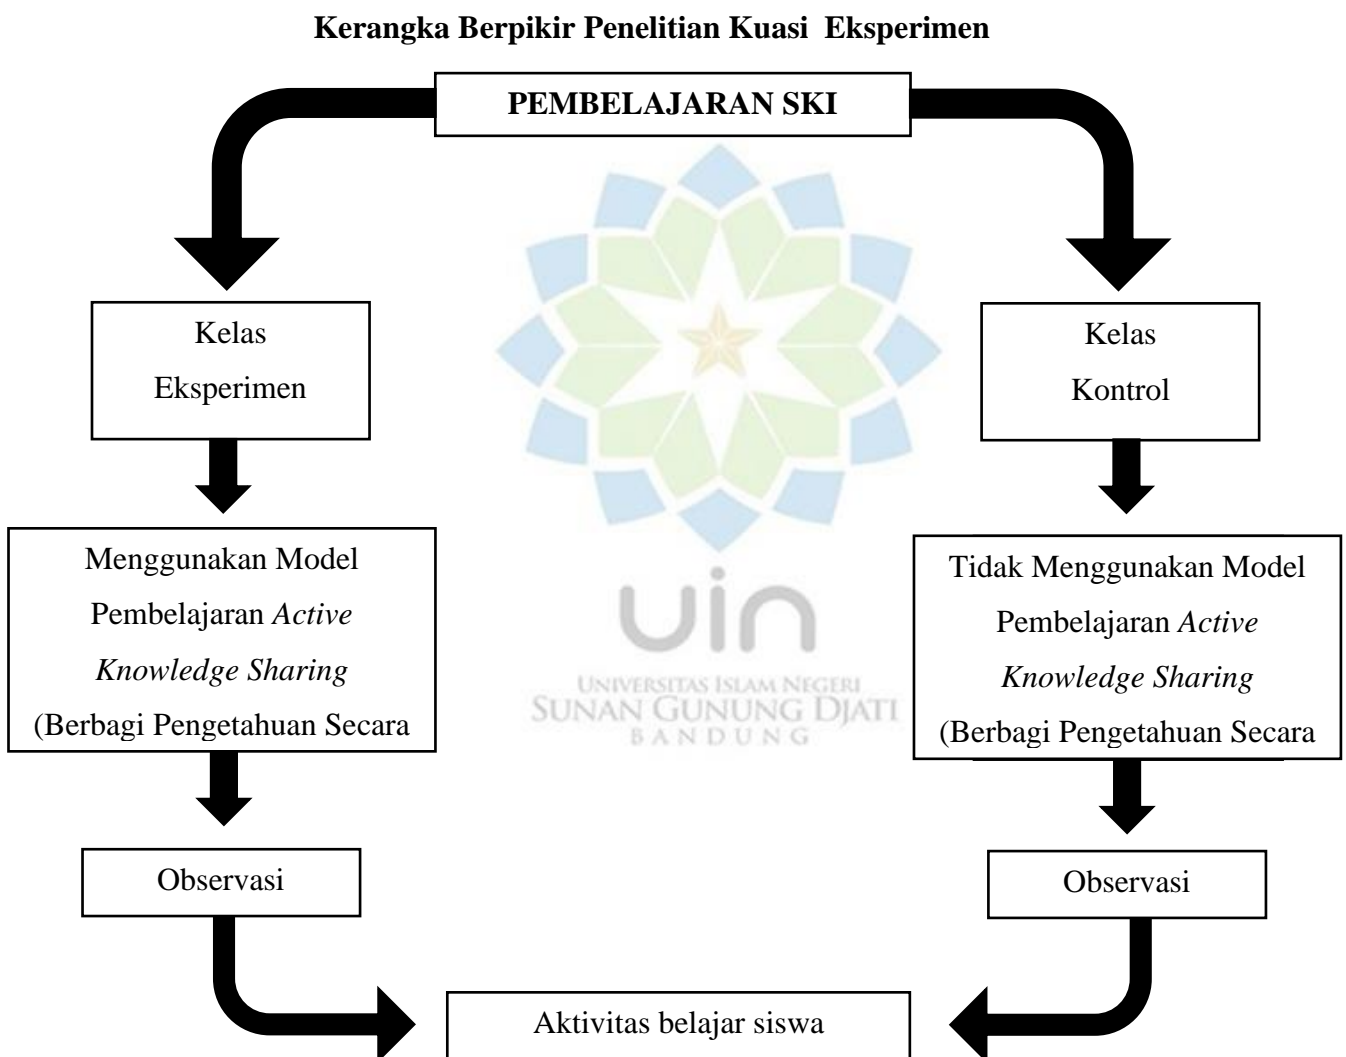 Kerangka Berpikir Penelitian Kuasi  Eksperimen
PEMBELAJARAN SKI
Kelas
Eksperimen
Kelas
Kontrol
Menggunakan Model
Pembelajaran Active
Knowledge Sharing
(Berbagi Pengetahuan Secara
Tidak Menggunakan Model
Pembelajaran Active
Knowledge Sharing
(Berbagi Pengetahuan Secara
uin
UNIVERSITAS ISLAM NEGERI
SUNAN GUNUNG DJATI
BANDUNG
Observasi
Observasi
Aktivitas belajar siswa